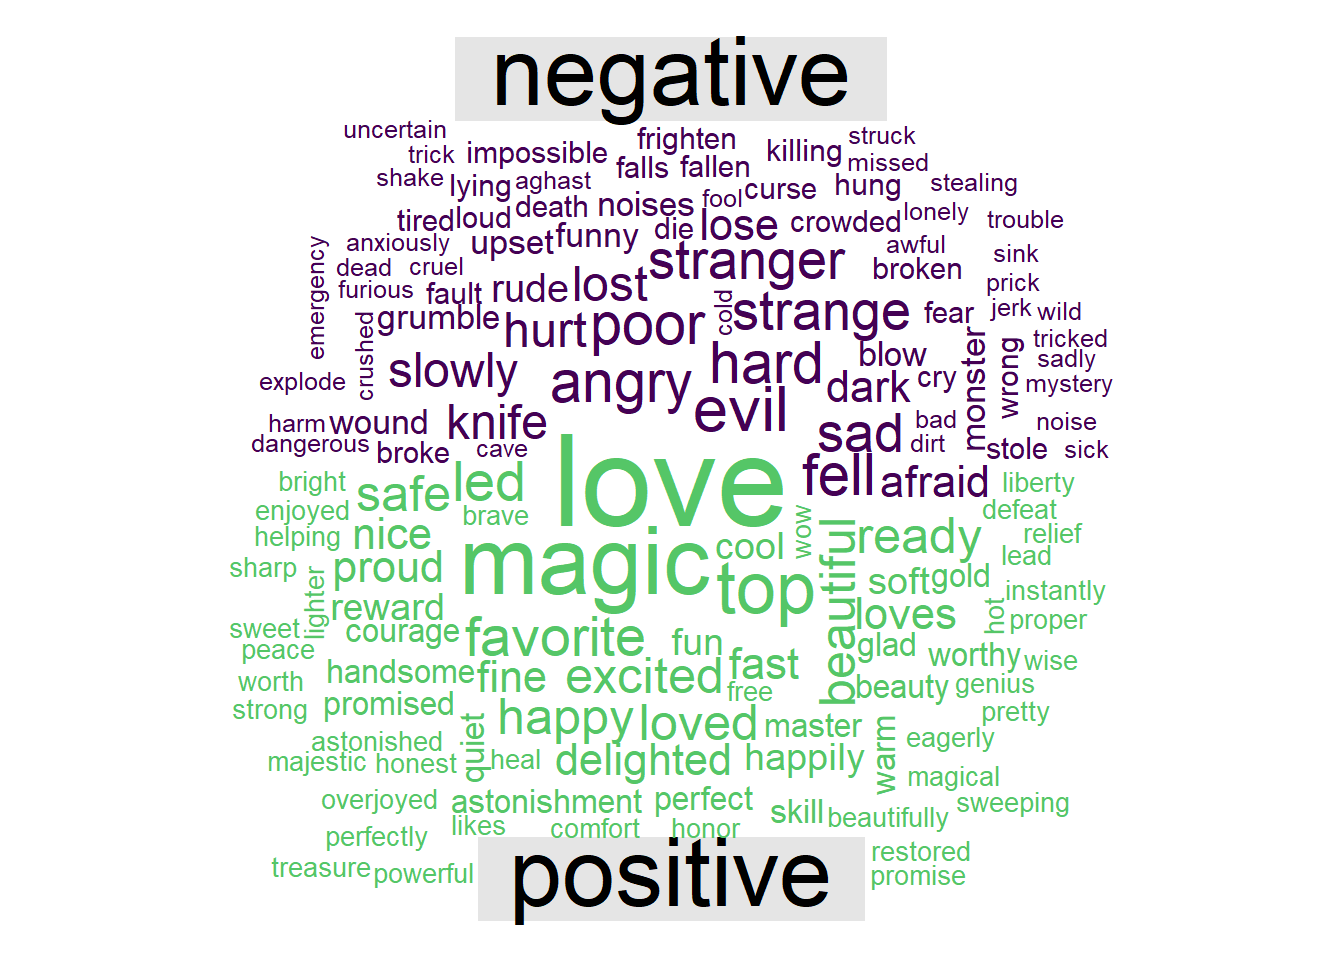 negative
uncertain
trick
impossible
frighten
killing
struck
missed
shake
lying
aghast
falls
fallen
fool
curse
hung
stealing
tired
loud
death
noises
die
lose
crowded
lonely
trouble
anxiously
upset
funny
stranger
awful
broken
sink
emergency
dead
cruel
furious
fault
rude
lost
cold
strange
fear
prick
jerk
wild
crushed
grumble
hurt
poor
hard
blow
monster
wrong
tricked
sadly
explode
slowly
angry
evil
dark
cry
mystery
harm
wound
knife
sad
bad
dirt
noise
dangerous
broke
cave
fell
afraid
stole
sick
love
bright
safe
led
liberty
enjoyed
brave
wow
beautiful
ready
defeat
helping
nice
magic
cool
relief
sharp
proud
top
soft
gold
lead
lighter
reward
loves
hot
instantly
sweet
courage
favorite
fun
glad
proper
peace
handsome
fine
excited
fast
worthy
wise
worth
free
beauty
genius
strong
promised
happy
loved
master
pretty
astonished
quiet
warm
eagerly
majestic
honest
heal
delighted
happily
magical
overjoyed
astonishment
perfect
skill
beautifully
sweeping
perfectly
likes
comfort
honor
treasure
powerful
restored
promise
positive